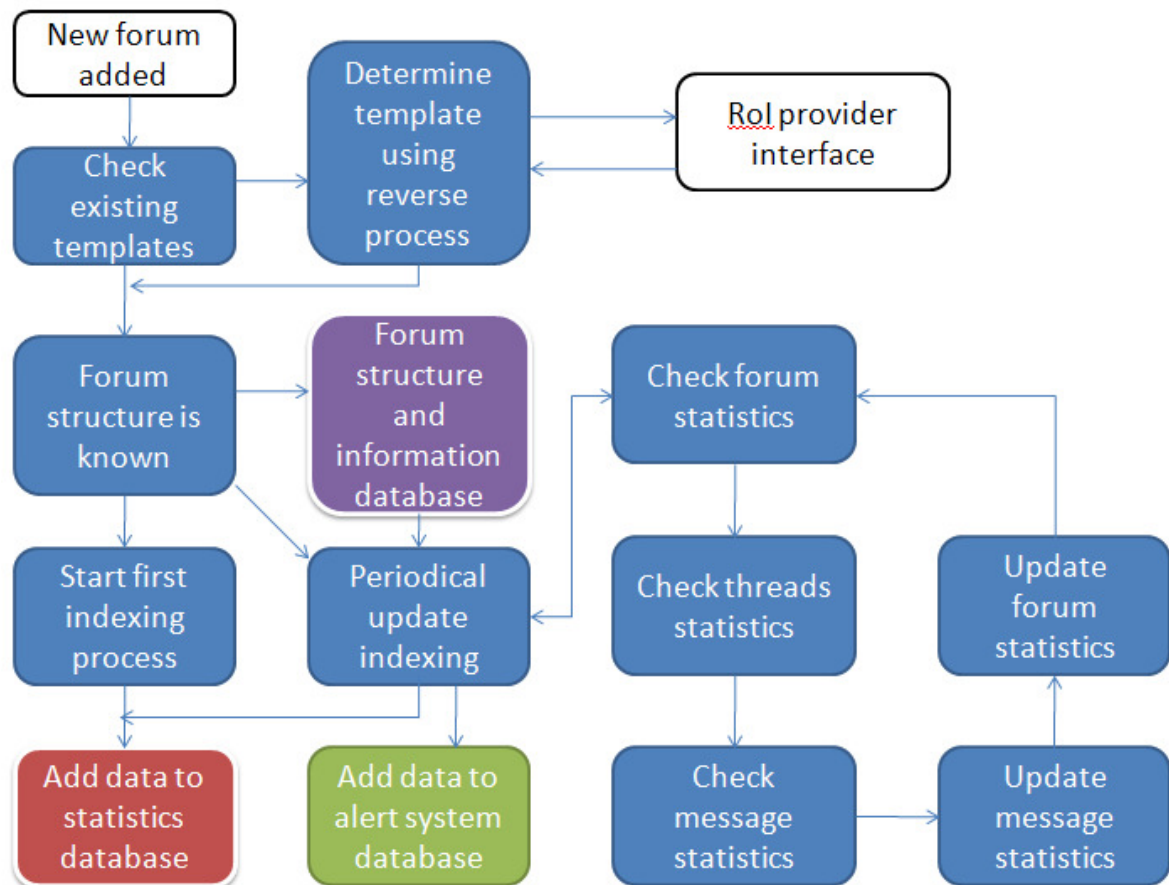 New forum
added
Determine
template
using
reverse
process
RoI provider
interface
Check
existing
templates
Forum
structure is
known
Forum
structure
and
information
database
Check forum
statistics
Start first
indexing
process
Periodical
update
indexing
Check threads
statistics
Update
forum
statistics
Add data to
statistics
database
Add data to
alert system
database
Check
message
statistics
Update
message
statistics